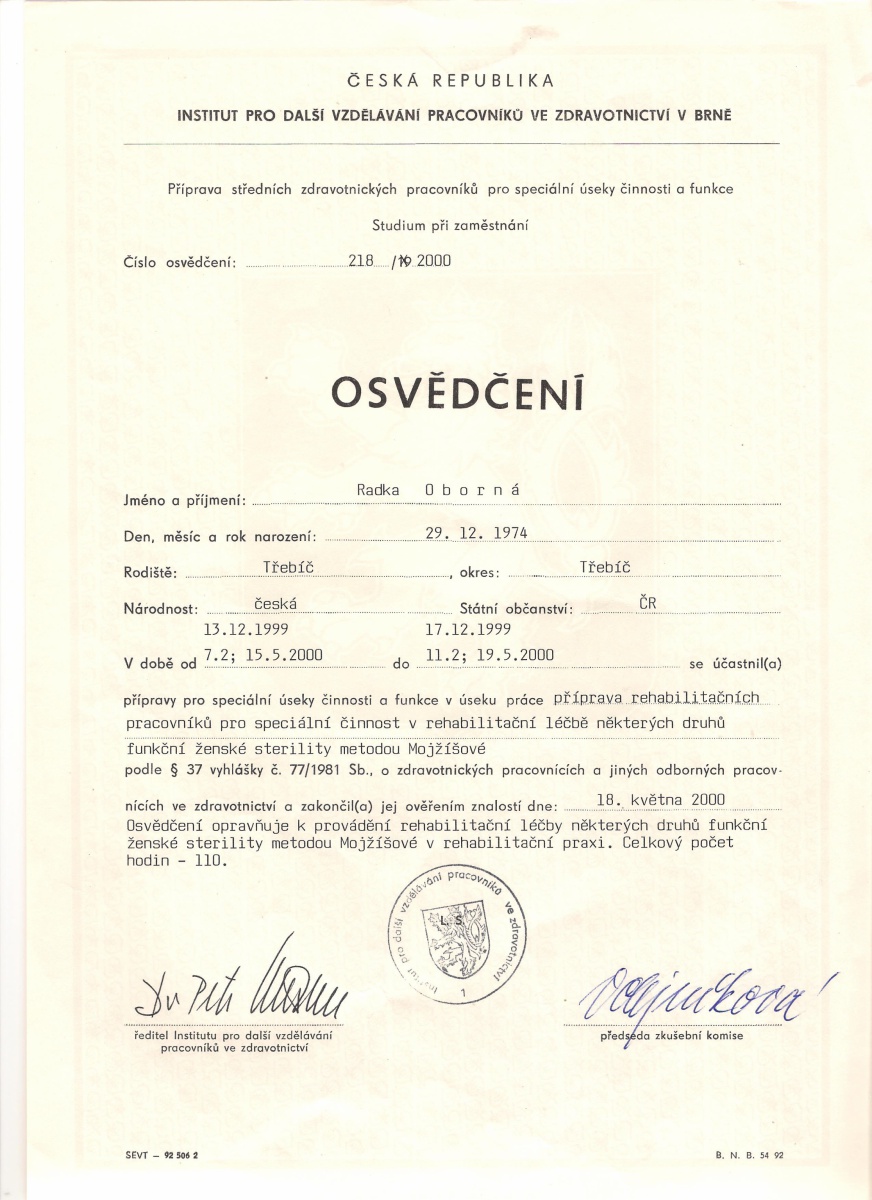 ČESKÁ REPUBLIKA
INSTITUT PRO DALŠÍ VZDĚLÁVÁNÍ PRACOVNÍKŮ VE ZDRAVOTNICTVÍ V BRNĚ
Příprava středních zdravotnických pracovníků pro speciální úseky činnosti a funkce
Studium při zaměstnání
Číslo osvědčení: 218 / 2000
OSVĚDČENÍ
Jméno a příjmení: Radka O b o r n á
Den, měsíc a rok narození: 29. 12. 1974
Rodiště: Třebíč, okres: Třebíč
Národnost: česká Státní občanství: ČR
13.12.1999 17.12.1999
V době od 7.2; 15.5.2000 do 11.2; 19.5.2000 se účastnil(a)
přípravy pro speciální úseky činnosti a funkce v úseku práce příprava rehabilitačních
pracovníků pro speciální činnost v rehabilitační léčbě některých druhů
funkční ženské sterility metodou Mojžíšové
podle § 37 vyhlášky č. 77/1981 Sb., o zdravotnických pracovnících a jiných odborných pracov-
nících ve zdravotnictví a zakončil(a) jej ověřením znalostí dne: 18. května 2000
Osvědčení opravňuje k provádění rehabilitační léčby některých druhů funkční
ženské sterility metodou Mojžíšové v rehabilitační praxi. Celkový počet
hodin - 110.
Institut pro další vzdělávání pracovníků ve zdravotnictví
L. S.
1
Dr Petr
ředitel Institutu pro další vzdělávání
pracovníků ve zdravotnictví
předseda zkušební komise
SEVT – 92 506 2
B. N. B. 54 92